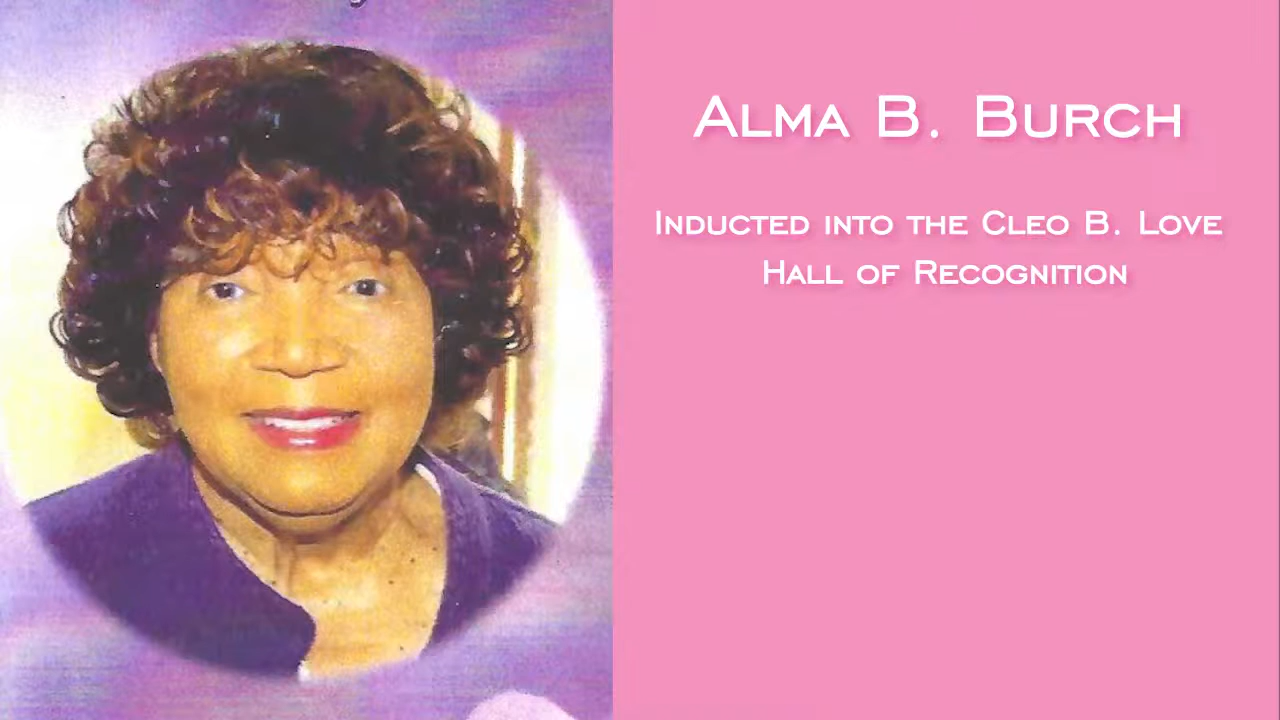 Alma B. Burch
Inducted into the Cleo B. Love
Hall of Recognition